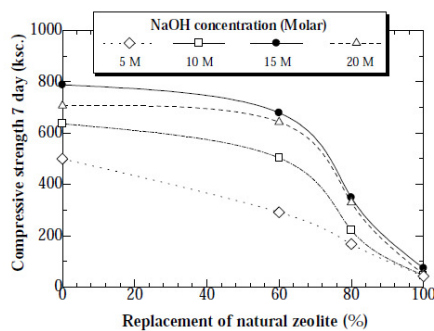 NaOH concentration (Molar)
5 M 10 M 15 M 20 M
Compressive strength 7 day (ksc.)
1000
800
600
400
200
0
0 20 40 60 80 100
Replacement of natural zeolite (%)